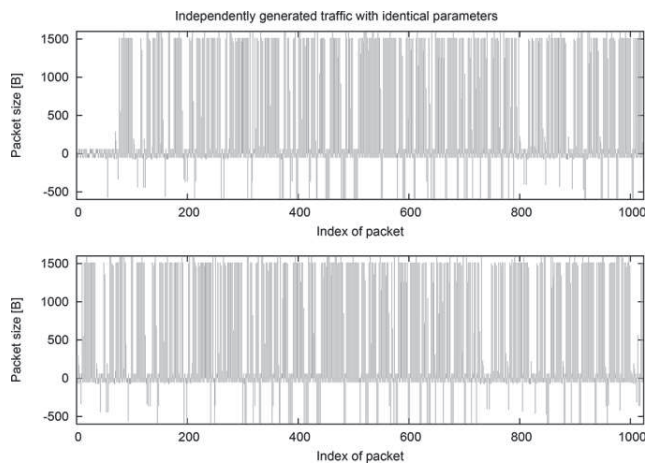 Independently generated traffic with identical parameters
Packet size [B]
1500
1000
500
0
-500
0 200 400 600 800 1000
Index of packet
Packet size [B]
1500
1000
500
0
-500
0 200 400 600 800 1000
Index of packet